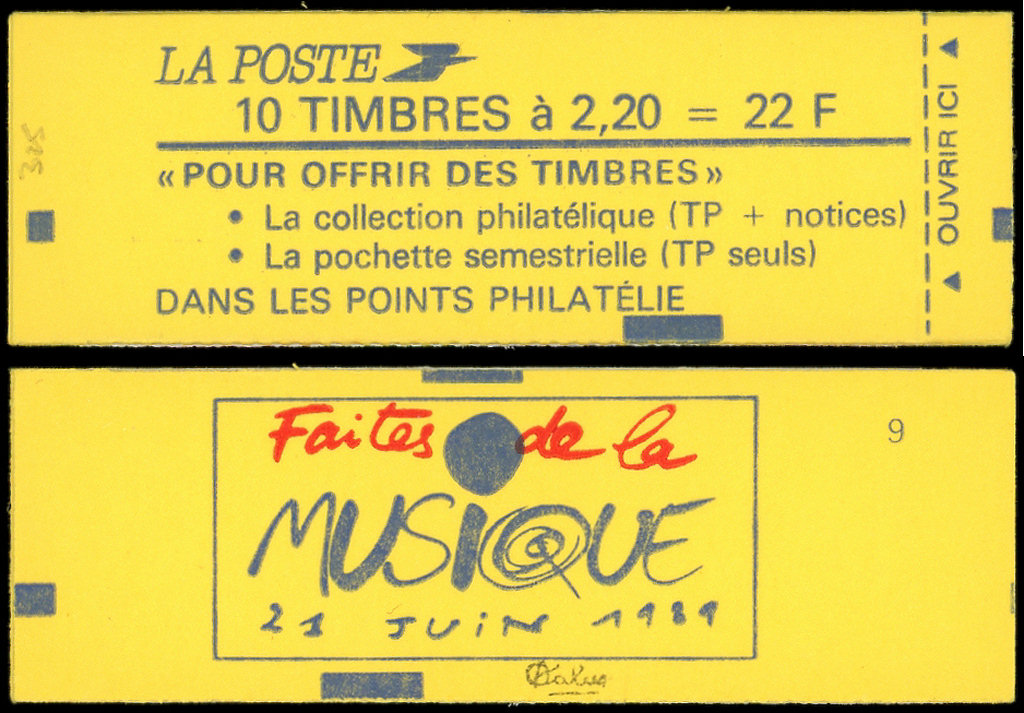 LA POSTE
10 TIMBRES à 2,20 = 22 F
«POUR OFFRIR DES TIMBRES»
• La collection philatélique (TP + notices)
• La pochette semestrielle (TP seuls)
DANS LES POINTS PHILATÉLIE
OUVRIR ICI
Faites de la
MUSIQUE
21 JUIN 1989
9